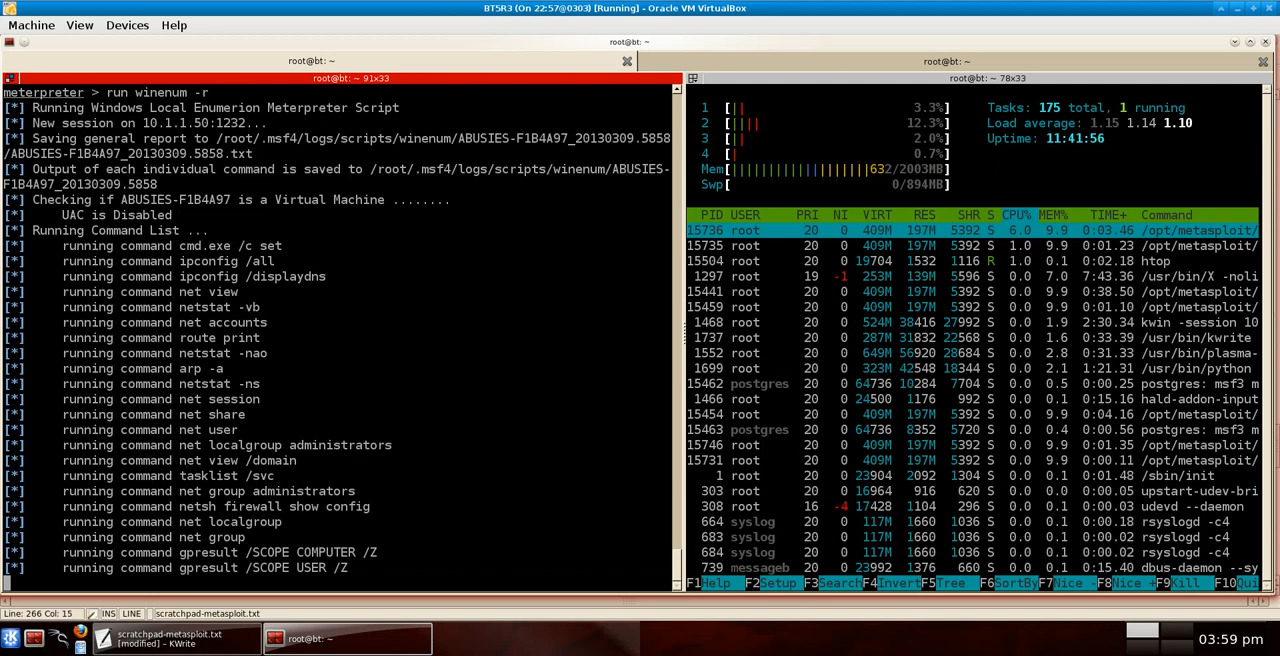 BT5R3 (On 22:57@0303) [Running] - Oracle VM VirtualBox
Machine View Devices Help
root@bt: ~
root@bt: ~
root@bt: ~
root@bt: ~ 91x33
meterpreter > run winenum -r
[*] Running Windows Local Enumerion Meterpreter Script
[*] New session on 10.1.1.50:1232...
[*] Saving general report to /root/.msf4/logs/scripts/winenum/ABUSIES-F1B4A97_20130309.5858
/ABUSIES-F1B4A97_20130309.5858.txt
[*] Output of each individual command is saved to /root/.msf4/logs/scripts/winenum/ABUSIES-
F1B4A97_20130309.5858
[*] Checking if ABUSIES-F1B4A97 is a Virtual Machine ........
[*] UAC is Disabled
[*] Running Command List ...
[*] running command cmd.exe /c set
[*] running command ipconfig /all
[*] running command ipconfig /displaydns
[*] running command net view
[*] running command netstat -vb
[*] running command net accounts
[*] running command route print
[*] running command netstat -nao
[*] running command arp -a
[*] running command netstat -ns
[*] running command net session
[*] running command net share
[*] running command net user
[*] running command net localgroup administrators
[*] running command net view /domain
[*] running command tasklist /svc
[*] running command net group administrators
[*] running command netsh firewall show config
[*] running command net localgroup
[*] running command net group
[*] running command gpresult /SCOPE COMPUTER /Z
[*] running command gpresult /SCOPE USER /Z
root@bt: ~ 78x33
1 [|| 3.3%] Tasks: 175 total, 1 running
2 [|||| 12.3%] Load average: 1.15 1.14 1.10
3 [|| 2.0%] Uptime: 11:41:56
4 [| 0.7%]
Mem[|||||||||||||||||||632/2003MB]
Swp[ 0/894MB]
PID USER PRI NI VIRT RES SHR S CPU% MEM% TIME+ Command
15736 root 20 0 409M 197M 5392 S 6.0 9.9 0:03.46 /opt/metasploit/
15735 root 20 0 409M 197M 5392 S 1.0 9.9 0:01.23 /opt/metasploit/
15504 root 20 0 19704 1532 1116 R 1.0 0.1 0:02.18 htop
1297 root 19 -1 253M 139M 5596 S 0.0 7.0 7:43.36 /usr/bin/X -noli
15441 root 20 0 409M 197M 5392 S 0.0 9.9 0:38.50 /opt/metasploit/
15459 root 20 0 409M 197M 5392 S 0.0 9.9 0:01.10 /opt/metasploit/
1468 root 20 0 524M 38416 27992 S 0.0 1.9 2:30.34 kwin -session 10
1737 root 20 0 287M 31832 22568 S 0.0 1.6 0:33.39 /usr/bin/kwrite
1552 root 20 0 649M 56920 28684 S 0.0 2.8 0:31.33 /usr/bin/plasma-
1699 root 20 0 323M 42548 18344 S 0.0 2.1 1:21.31 /usr/bin/python
15462 postgres 20 0 64736 10284 7704 S 0.0 0.5 0:00.25 postgres: msf3 m
1466 root 20 0 24500 1176 992 S 0.0 0.1 0:15.16 hald-addon-input
15454 root 20 0 409M 197M 5392 S 0.0 9.9 0:04.16 /opt/metasploit/
15463 postgres 20 0 64736 8352 5720 S 0.0 0.4 0:00.56 postgres: msf3 m
15746 root 20 0 409M 197M 5392 S 0.0 9.9 0:01.35 /opt/metasploit/
15731 root 20 0 409M 197M 5392 S 0.0 9.9 0:00.11 /opt/metasploit/
1 root 20 0 23904 2092 1304 S 0.0 0.1 0:01.48 /sbin/init
303 root 20 0 16964 916 620 S 0.0 0.0 0:00.05 upstart-udev-bri
308 root 16 -4 17428 1104 296 S 0.0 0.1 0:00.03 udevd --daemon
664 syslog 20 0 117M 1660 1036 S 0.0 0.1 0:00.18 rsyslogd -c4
683 syslog 20 0 117M 1660 1036 S 0.0 0.1 0:00.02 rsyslogd -c4
684 syslog 20 0 117M 1660 1036 S 0.0 0.1 0:00.02 rsyslogd -c4
739 messageb 20 0 23992 1376 660 S 0.0 0.1 0:15.40 dbus-daemon --sy
F1Help F2Setup F3Search F4Invert F5Tree F6SortBy F7Nice - F8Nice + F9Kill F10Qui
Line: 266 Col: 15 INS LINE scratchpad-metasploit.txt
scratchpad-metasploit.txt
[modified] – KWrite
root@bt: ~
03:59 pm